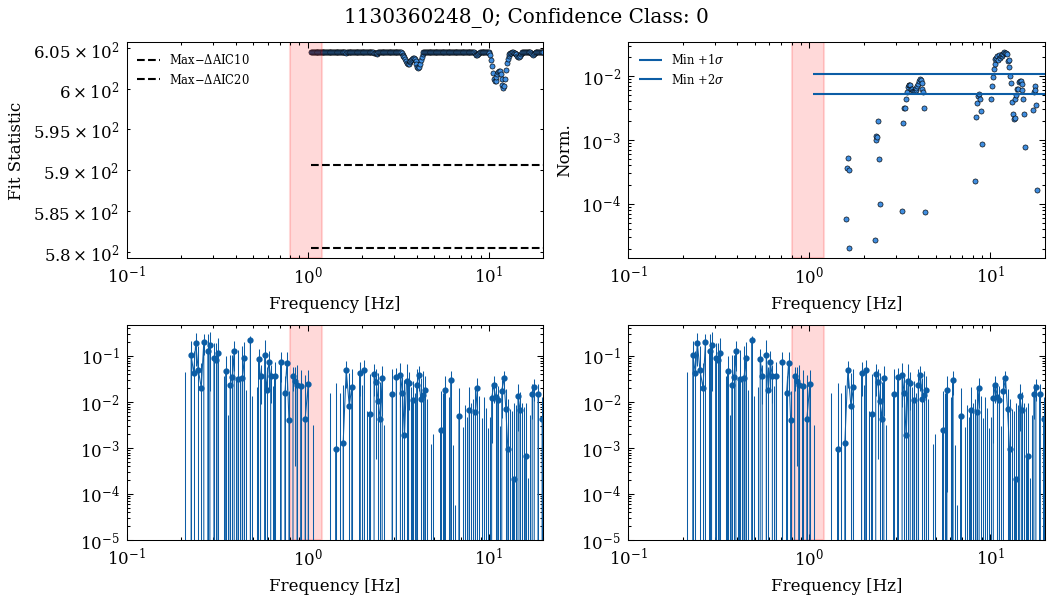 1130360248_0; Confidence Class: 0
Fit Statistic
6.05 × 10²
6 × 10²
5.95 × 10²
5.9 × 10²
5.85 × 10²
5.8 × 10²
Max−ΔAIC10
Max−ΔAIC20
10⁻¹ 10⁰ 10¹
Frequency [Hz]
Norm.
10⁻²
10⁻³
10⁻⁴
Min +1σ
Min +2σ
10⁻¹ 10⁰ 10¹
Frequency [Hz]
10⁻¹
10⁻²
10⁻³
10⁻⁴
10⁻⁵
10⁻¹ 10⁰ 10¹
Frequency [Hz]
10⁻¹
10⁻²
10⁻³
10⁻⁴
10⁻⁵
10⁻¹ 10⁰ 10¹
Frequency [Hz]